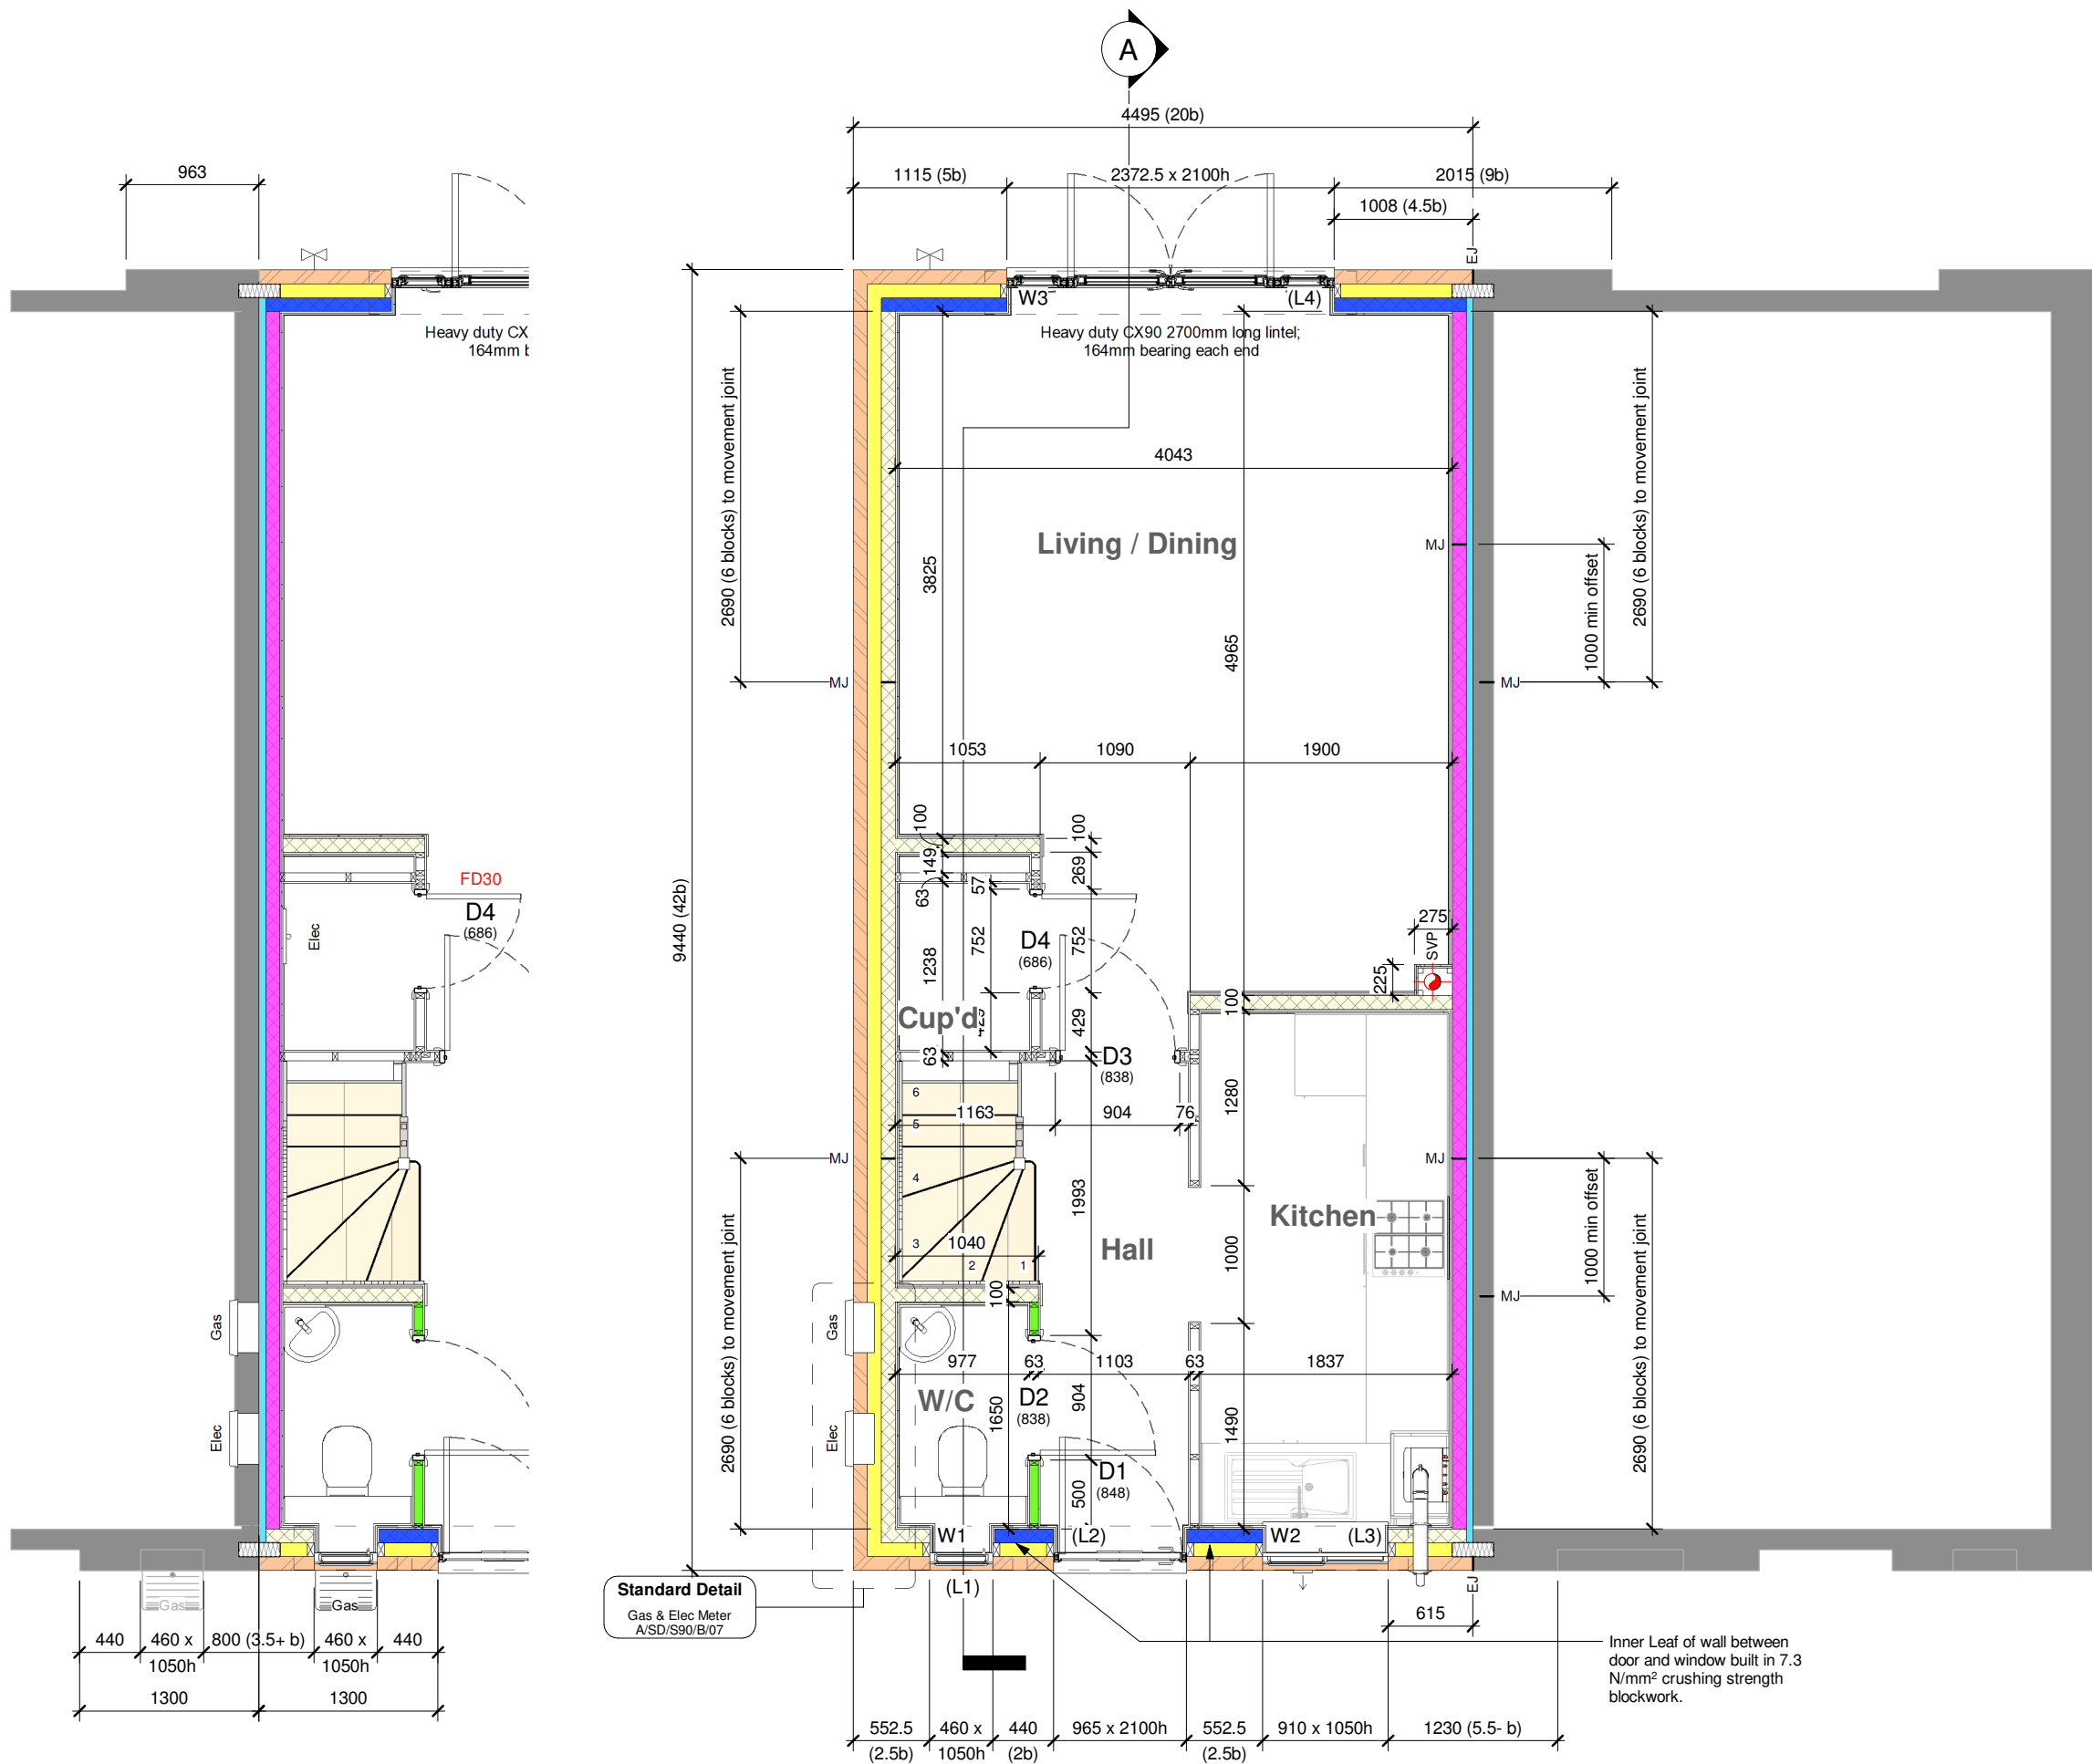 A
4495 (20b)
963
1115 (5b)
2372.5 x 2100h
2015 (9b)
1008 (4.5b)
EJ
W3
(L4)
Heavy duty CX
164mm b
Heavy duty CX90 2700mm long lintel;
164mm bearing each end
2690 (6 blocks) to movement joint
2690 (6 blocks) to movement joint
4043
Living / Dining
MJ
3825
1000 min offset
4965
MJ
MJ
1053
1090
1900
100
100
149
269
FD30
63
57
D4
(686)
Elec
9440 (42b)
275
SVP
752
D4
(686)
752
1238
225
100
Cup'd
429
429
63
D3
(838)
6
1280
1163
904
76
5
MJ
MJ
4
1993
Kitchen
1000 min offset
3
1040
Hall
1000
2
1
100
MJ
Gas
Gas
2690 (6 blocks) to movement joint
2690 (6 blocks) to movement joint
977
63
1103
63
1837
W/C
D2
(838)
904
1650
1490
Elec
Elec
D1
(848)
500
W1
(L2)
W2
(L3)
EJ
(L1)
Standard Detail
Gas & Elec Meter
A/SD/S90/B/07
Gas
Gas
615
440
460 x
1050h
800 (3.5+ b)
460 x
1050h
440
Inner Leaf of wall between
door and window built in 7.3
N/mm² crushing strength
blockwork.
1300
1300
552.5
(2.5b)
460 x
1050h
440
(2b)
965 x 2100h
552.5
(2.5b)
910 x 1050h
1230 (5.5- b)